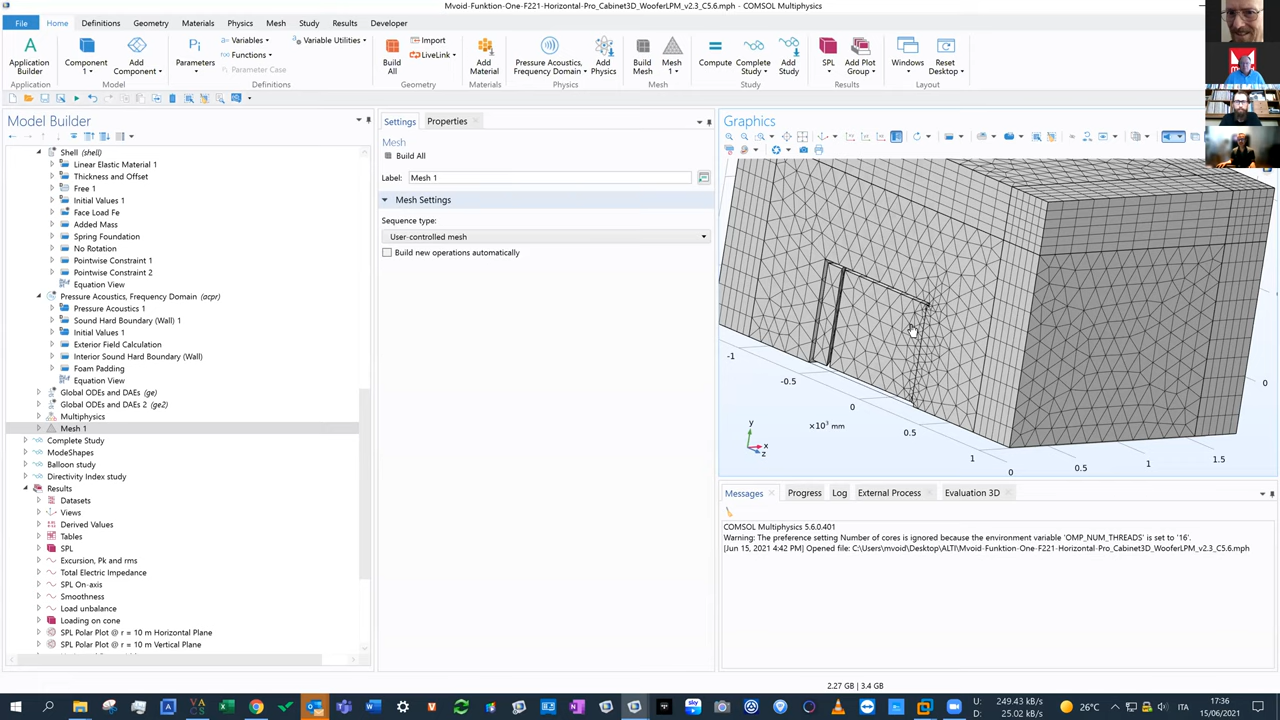 Mvoid-Funktion-One-F221-Horizontal-Pro_Cabinet3D_WooferLPM_v2.3_C5.6.mph - COMSOL Multiphysics
File Home Definitions Geometry Materials Physics Mesh Study Results Developer
Application Builder
Application
Component 1
Add Component
Model
Parameters
Variables
Functions
Parameter Case
Variable Utilities
Definitions
Build All
Import
LiveLink
Geometry
Add Material
Materials
Pressure Acoustics, Frequency Domain
Add Physics
Physics
Build Mesh
Mesh 1
Mesh
Compute
Complete Study
Add Study
Study
SPL
Add Plot Group
Results
Windows
Reset Desktop
Layout
Model Builder
Shell (shell)
Linear Elastic Material 1
Thickness and Offset
Free 1
Initial Values 1
Face Load Fe
Added Mass
Spring Foundation
No Rotation
Pointwise Constraint 1
Pointwise Constraint 2
Equation View
Pressure Acoustics, Frequency Domain (acpr)
Pressure Acoustics 1
Sound Hard Boundary (Wall) 1
Initial Values 1
Exterior Field Calculation
Interior Sound Hard Boundary (Wall)
Foam Padding
Equation View
Global ODEs and DAEs (ge)
Global ODEs and DAEs 2 (ge2)
Multiphysics
Mesh 1
Complete Study
ModeShapes
Balloon study
Directivity Index study
Results
Datasets
Views
Derived Values
Tables
SPL
Excursion, Pk and rms
Total Electric Impedance
SPL On-axis
Smoothness
Load unbalance
Loading on cone
SPL Polar Plot @ r = 10 m Horizontal Plane
SPL Polar Plot @ r = 10 m Vertical Plane
Settings Properties
Mesh
Build All
Label: Mesh 1
Mesh Settings
Sequence type:
User-controlled mesh
Build new operations automatically
Graphics
-1
-0.5
0
×10³ mm
0.5
1
0
0.5
1
1.5
0
y
x
z
Messages Progress Log External Process Evaluation 3D
COMSOL Multiphysics 5.6.0.401
Warning: The preference setting Number of cores is ignored because the environment variable 'OMP_NUM_THREADS' is set to '16'.
[Jun 15, 2021 4:42 PM] Opened file: C:\Users\mvoid\Desktop\ALTI\Mvoid-Funktion-One-F221-Horizontal-Pro_Cabinet3D_WooferLPM_v2.3_C5.6.mph
2.27 GB | 3.4 GB
U: 249.43 kB/s
D: 25.02 kB/s
26°C
ITA
17:36
15/06/2021